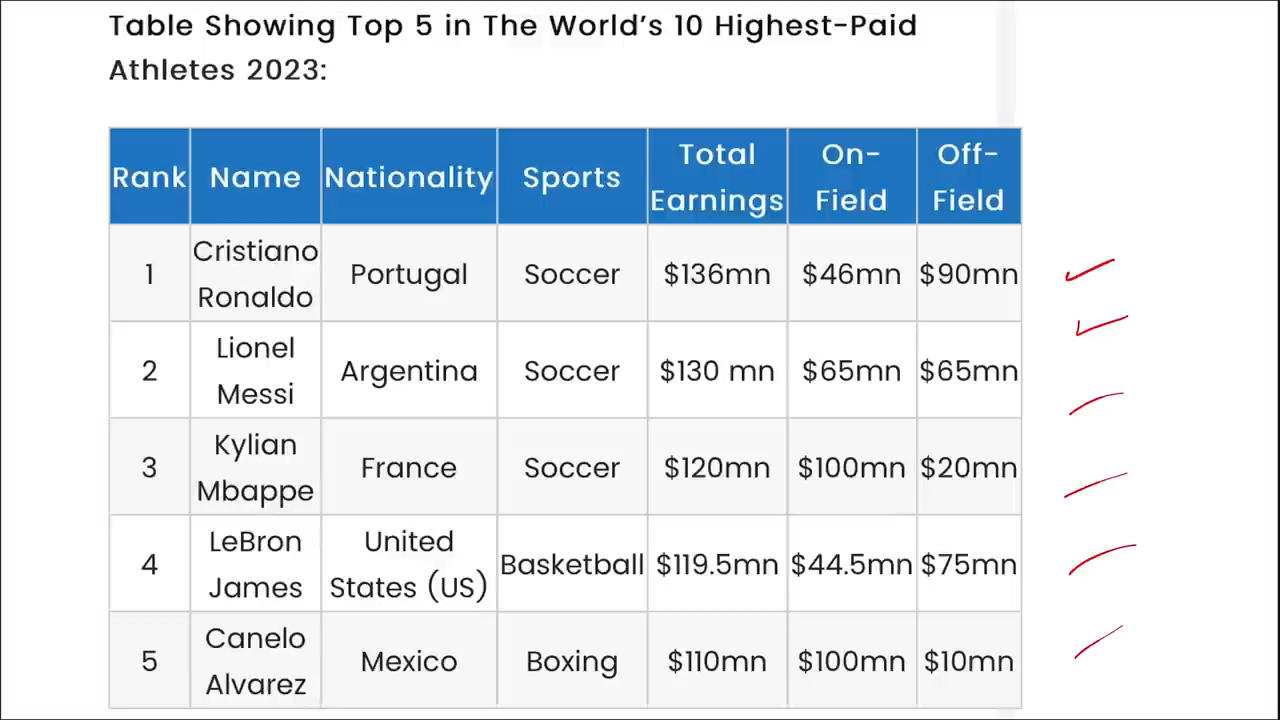 Table Showing Top 5 in The World's 10 Highest-Paid
Athletes 2023:
Rank Name Nationality Sports Total Earnings On-Field Off-Field
1 Cristiano Ronaldo Portugal Soccer $136mn $46mn $90mn
2 Lionel Messi Argentina Soccer $130 mn $65mn $65mn
3 Kylian Mbappe France Soccer $120mn $100mn $20mn
4 LeBron James United States (US) Basketball $119.5mn $44.5mn $75mn
5 Canelo Alvarez Mexico Boxing $110mn $100mn $10mn